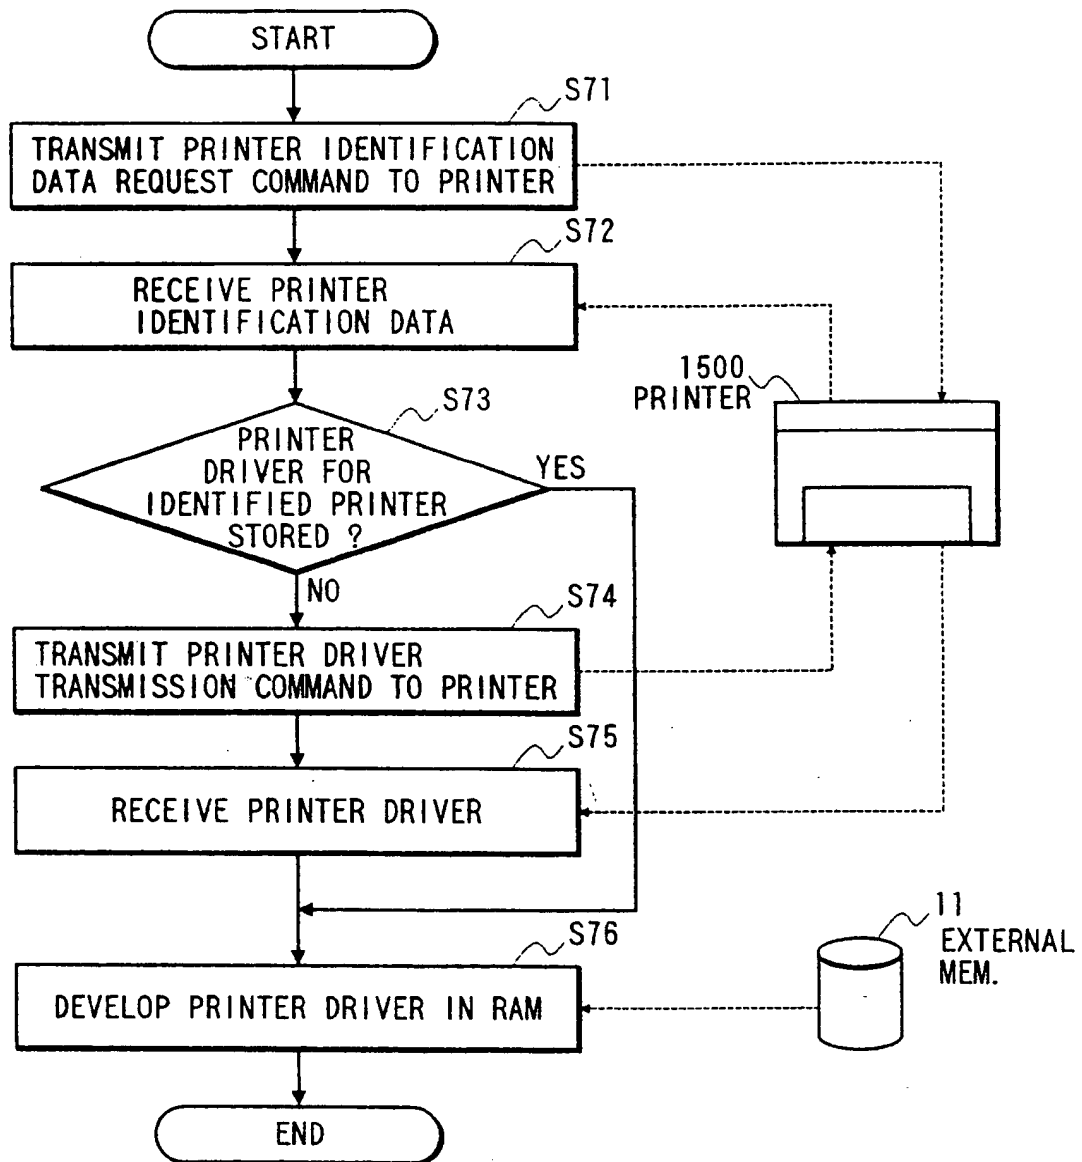 START
S71
TRANSMIT PRINTER IDENTIFICATION
DATA REQUEST COMMAND TO PRINTER
S72
RECEIVE PRINTER
IDENTIFICATION DATA
1500
PRINTER
S73
PRINTER
DRIVER FOR
IDENTIFIED PRINTER
STORED ?
YES
NO
S74
TRANSMIT PRINTER DRIVER
TRANSMISSION COMMAND TO PRINTER
S75
RECEIVE PRINTER DRIVER
S76
DEVELOP PRINTER DRIVER IN RAM
11
EXTERNAL
MEM.
END